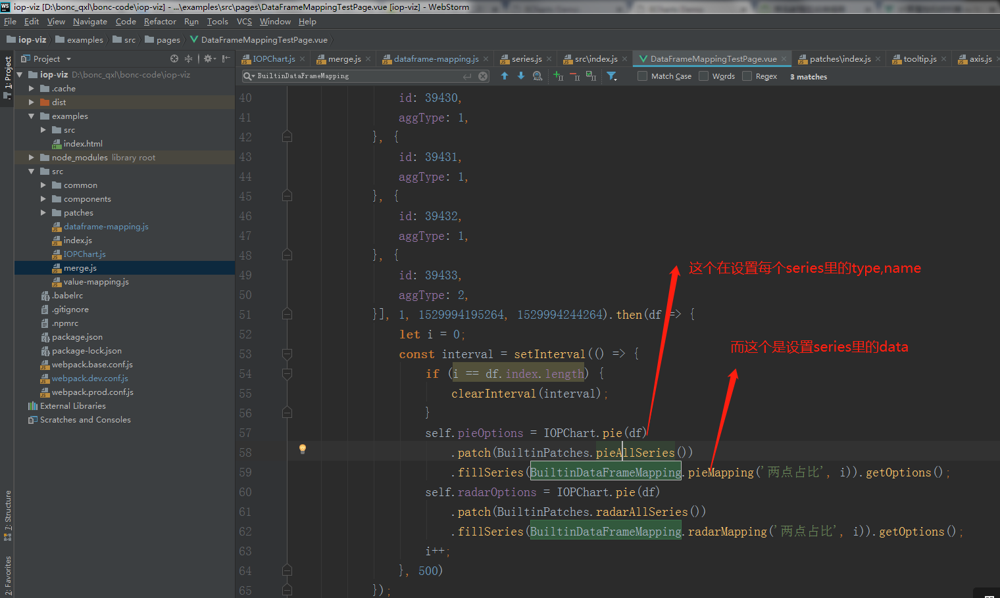 iop-viz [D:\bonc_qxl\bonc-code\iop-viz] - ...\examples\src\pages\DataFrameMappingTestPage.vue [iop-viz] - WebStorm
File Edit View Navigate Code Refactor Run Tools VCS Window Help
iop-viz examples src pages DataFrameMappingTestPage.vue
Project
IOPChart.js merge.js dataframe-mapping.js series.js src\index.js DataFrameMappingTestPage.vue patches\index.js tooltip.js axis.js
BuiltinDataFrameMapping Match Case Words Regex 3 matches
1: Project
7: Structure
2: Favorites
iop-viz D:\bonc_qxl\bonc-code\iop-viz
.cache
dist
examples
src
index.html
node_modules library root
src
common
components
patches
dataframe-mapping.js
index.js
IOPChart.js
merge.js
value-mapping.js
.babelrc
.gitignore
.npmrc
package.json
package-lock.json
webpack.base.conf.js
webpack.dev.conf.js
webpack.prod.conf.js
External Libraries
Scratches and Consoles
40 id: 39430,
41 aggType: 1,
42 }, {
43 id: 39431,
44 aggType: 1,
45 }, {
46 id: 39432,
47 aggType: 1,
48 }, {
49 id: 39433,
50 aggType: 2,
51 }], 1, 1529994195264, 1529994244264).then(df => {
52 let i = 0;
53 const interval = setInterval(() => {
54 if (i == df.index.length) {
55 clearInterval(interval);
56 }
57 self.pieOptions = IOPChart.pie(df)
58 .patch(BuiltinPatches.pieAllSeries())
59 .fillSeries(BuiltinDataFrameMapping.pieMapping('两点占比', i)).getOptions();
60 self.radarOptions = IOPChart.pie(df)
61 .patch(BuiltinPatches.radarAllSeries())
62 .fillSeries(BuiltinDataFrameMapping.radarMapping('两点占比', i)).getOptions();
63 i++;
64 }, 500)
65 });
这个在设置每个series里的type,name
而这个是设置series里的data